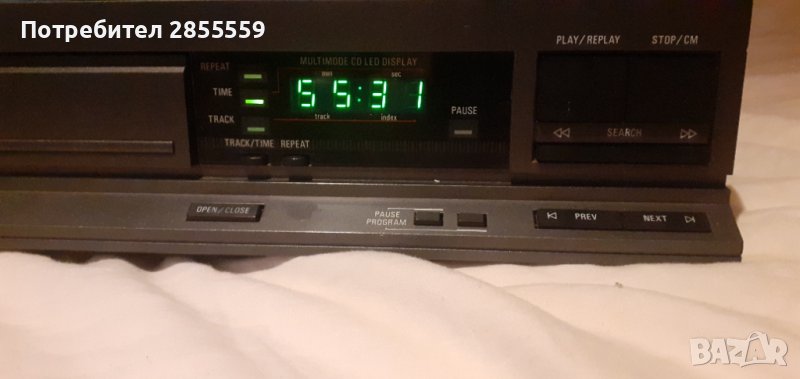 Потребител 2855559
PLAY/REPLAY STOP/CM
MULTIMODE CD LED DISPLAY
REPEAT
min sec
TIME
55:31
PAUSE
TRACK
track index
SEARCH
TRACK/TIME REPEAT
OPEN/CLOSE
PAUSE
PROGRAM
PREV NEXT
BAZAR